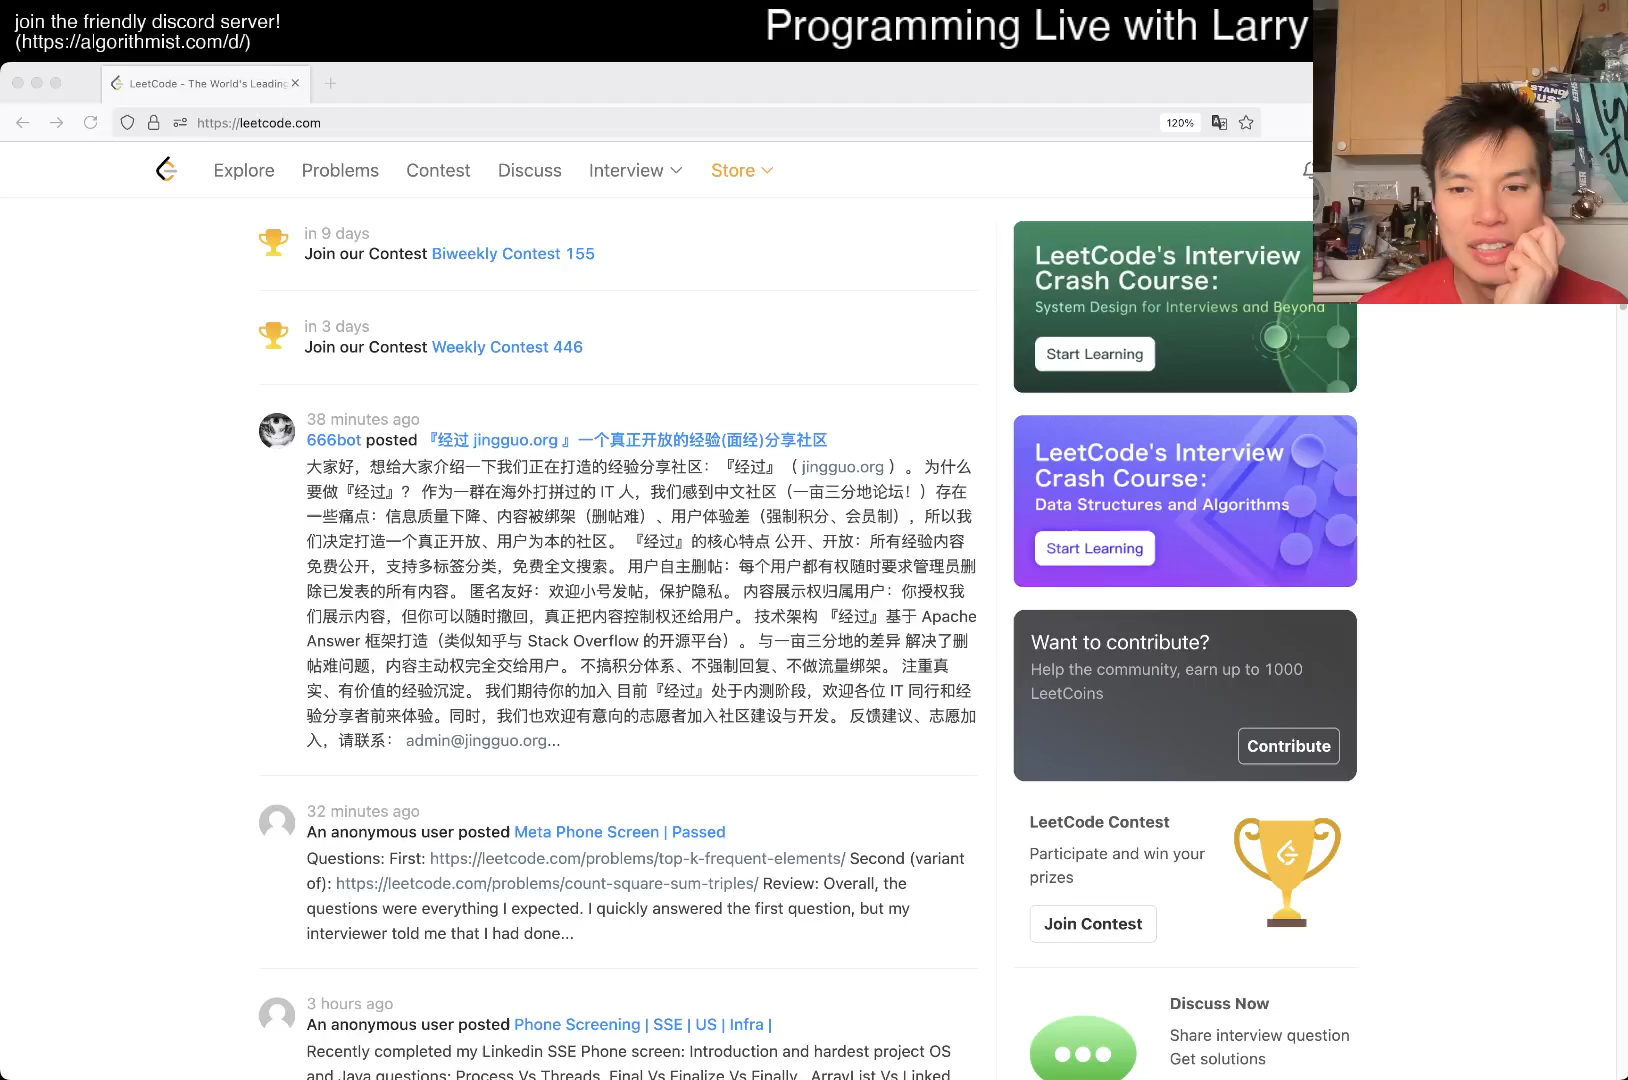 join the friendly discord server!
(https://algorithmist.com/d/)
Programming Live with Larry
LeetCode - The World's Leading
https://leetcode.com
120%
Explore
Problems
Contest
Discuss
Interview
Store
in 9 days
Join our Contest Biweekly Contest 155
in 3 days
Join our Contest Weekly Contest 446
38 minutes ago
666bot posted 『经过 jingguo.org 』一个真正开放的经验(面经)分享社区
大家好，想给大家介绍一下我们正在打造的经验分享社区：『经过』（ jingguo.org ）。 为什么
要做『经过』？ 作为一群在海外打拼过的 IT 人，我们感到中文社区（一亩三分地论坛！）存在
一些痛点：信息质量下降、内容被绑架（删帖难）、用户体验差（强制积分、会员制），所以我
们决定打造一个真正开放、用户为本的社区。 『经过』的核心特点 公开、开放：所有经验内容
免费公开，支持多标签分类，免费全文搜索。 用户自主删帖：每个用户都有权随时要求管理员删
除已发表的所有内容。 匿名友好：欢迎小号发帖，保护隐私。 内容展示权归属用户：你授权我
们展示内容，但你可以随时撤回，真正把内容控制权还给用户。 技术架构 『经过』基于 Apache
Answer 框架打造（类似知乎与 Stack Overflow 的开源平台）。 与一亩三分地的差异 解决了删
帖难问题，内容主动权完全交给用户。 不搞积分体系、不强制回复、不做流量绑架。 注重真
实、有价值的经验沉淀。 我们期待你的加入 目前『经过』处于内测阶段，欢迎各位 IT 同行和经
验分享者前来体验。同时，我们也欢迎有意向的志愿者加入社区建设与开发。 反馈建议、志愿加
入，请联系： admin@jingguo.org...
32 minutes ago
An anonymous user posted Meta Phone Screen | Passed
Questions: First: https://leetcode.com/problems/top-k-frequent-elements/ Second (variant
of): https://leetcode.com/problems/count-square-sum-triples/ Review: Overall, the
questions were everything I expected. I quickly answered the first question, but my
interviewer told me that I had done...
3 hours ago
An anonymous user posted Phone Screening | SSE | US | Infra |
Recently completed my Linkedin SSE Phone screen: Introduction and hardest project OS
and Java questions: Process Vs Threads, Final Vs Finalize Vs Finally, ArrayList Vs Linked
LeetCode's Interview
Crash Course:
System Design for Interviews and Beyond
Start Learning
LeetCode's Interview
Crash Course:
Data Structures and Algorithms
Start Learning
Want to contribute?
Help the community, earn up to 1000
LeetCoins
Contribute
LeetCode Contest
Participate and win your
prizes
Join Contest
Discuss Now
Share interview question
Get solutions